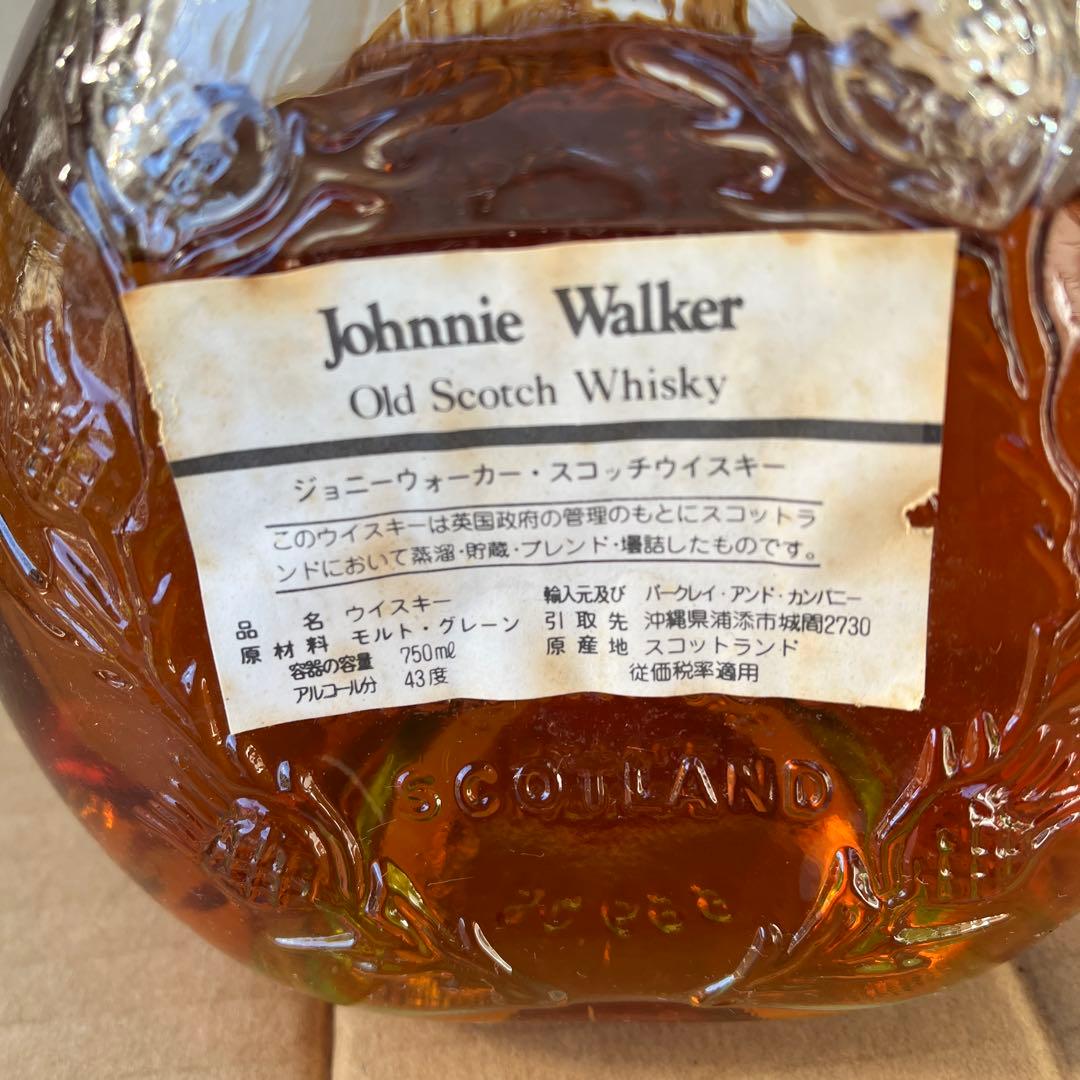 Johnnie Walker
Old Scotch Whisky
ジョニーウォーカー・スコッチウイスキー
このウイスキーは英国政府の管理のもとにスコットラ
ンドにおいて蒸溜・貯蔵・ブレンド・壜詰したものです。
品名 ウイスキー
原材料 モルト・グレーン
容器の容量 750ml
アルコール分 43度
輸入元及び バークレイ・アンド・カンパニー
引取先 沖縄県浦添市城間2730
原産地 スコットランド
従価税率適用
SCOTLAND